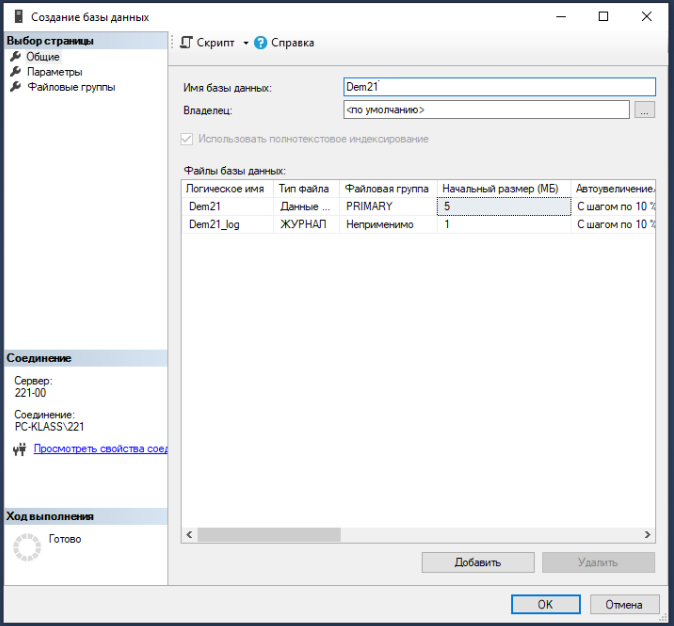 Создание базы данных
Выбор страницы
Общие
Параметры
Файловые группы
Скрипт
Справка
Имя базы данных:
Dem21
Владелец:
<по умолчанию>
...
Использовать полнотекстовое индексирование
Файлы базы данных:
Логическое имя Тип файла Файловая группа Начальный размер (МБ) Автоувеличение
Dem21 Данные ... PRIMARY 5 С шагом по 10 %
Dem21_log ЖУРНАЛ Неприменимо 1 С шагом по 10 %
Соединение
Сервер:
221-00
Соединение:
PC-KLASS\221
Просмотреть свойства соед
Ход выполнения
Готово
Добавить
Удалить
OK
Отмена